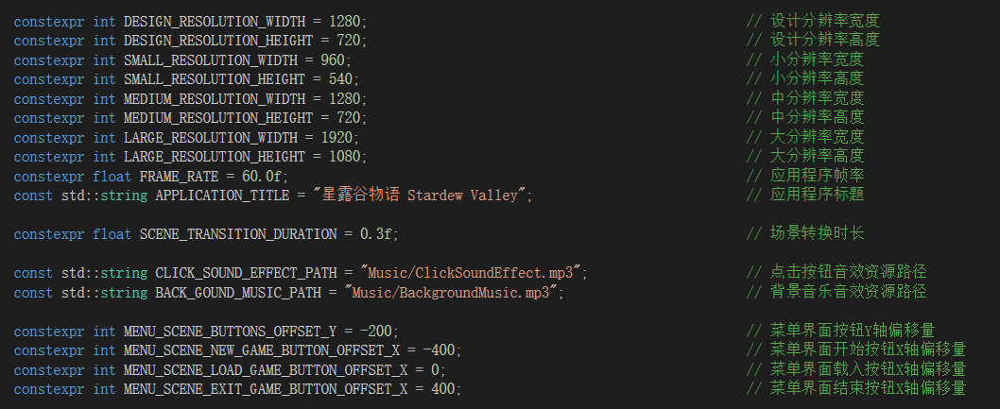 constexpr int DESIGN_RESOLUTION_WIDTH = 1280; // 设计分辨率宽度
constexpr int DESIGN_RESOLUTION_HEIGHT = 720; // 设计分辨率高度
constexpr int SMALL_RESOLUTION_WIDTH = 960; // 小分辨率宽度
constexpr int SMALL_RESOLUTION_HEIGHT = 540; // 小分辨率高度
constexpr int MEDIUM_RESOLUTION_WIDTH = 1280; // 中分辨率宽度
constexpr int MEDIUM_RESOLUTION_HEIGHT = 720; // 中分辨率高度
constexpr int LARGE_RESOLUTION_WIDTH = 1920; // 大分辨率宽度
constexpr int LARGE_RESOLUTION_HEIGHT = 1080; // 大分辨率高度
constexpr float FRAME_RATE = 60.0f; // 应用程序帧率
const std::string APPLICATION_TITLE = "星露谷物语 Stardew Valley"; // 应用程序标题
constexpr float SCENE_TRANSITION_DURATION = 0.3f; // 场景转换时长
const std::string CLICK_SOUND_EFFECT_PATH = "Music/ClickSoundEffect.mp3"; // 点击按钮音效资源路径
const std::string BACK_GOUND_MUSIC_PATH = "Music/BackgroundMusic.mp3"; // 背景音乐音效资源路径
constexpr int MENU_SCENE_BUTTONS_OFFSET_Y = -200; // 菜单界面按钮Y轴偏移量
constexpr int MENU_SCENE_NEW_GAME_BUTTON_OFFSET_X = -400; // 菜单界面开始按钮X轴偏移量
constexpr int MENU_SCENE_LOAD_GAME_BUTTON_OFFSET_X = 0; // 菜单界面载入按钮X轴偏移量
constexpr int MENU_SCENE_EXIT_GAME_BUTTON_OFFSET_X = 400; // 菜单界面结束按钮X轴偏移量